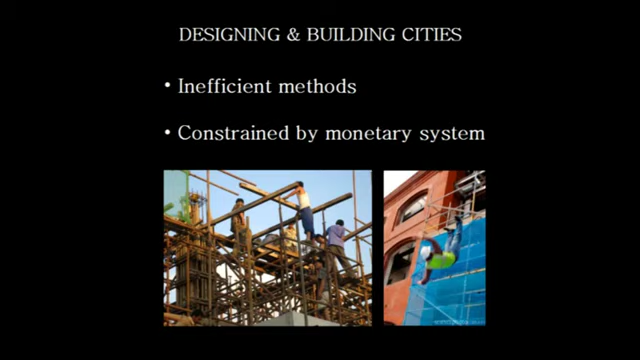 DESIGNING & BUILDING CITIES
• Inefficient methods
• Constrained by monetary system